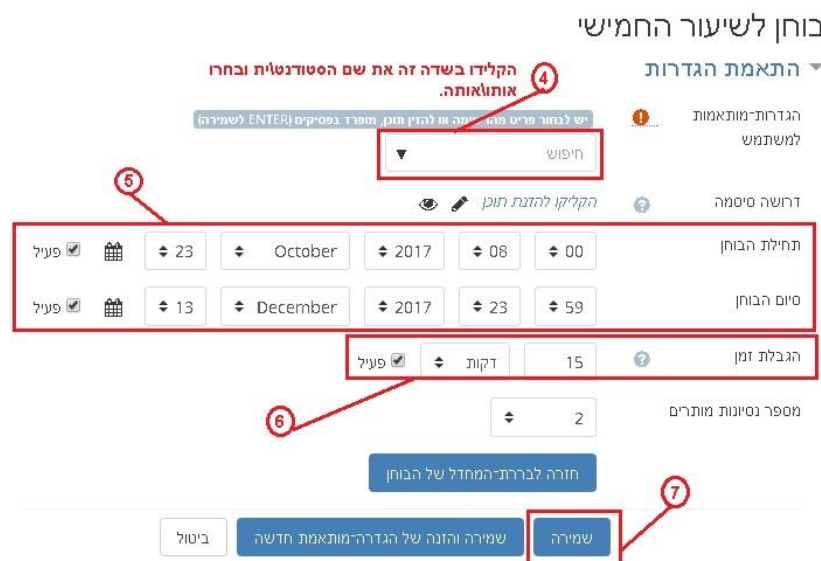 בוחן לשיעור החמישי
התאמת הגדרות
הקלידו בשדה זה את שם הסטודנט\ית ובחרו
אותו\אותה.
4
הגדרות־מותאמות
למשתמש
יש לבחור פריט מהרשימה או להזין תוכן, מופרד בפסיקים (ENTER לשמירה)
חיפוש
5
דרושה סיסמה
הקליקו להזנת תוכן
תחילת הבוחן
00 08 2017 October 23 פעיל
סיום הבוחן
59 23 2017 December 13 פעיל
הגבלת זמן
15 דקות פעיל
6
מספר נסיונות מותרים
2
חזרה לבררת־המחדל של הבוחן
7
שמירה
שמירה והזנה של הגדרה־מותאמת חדשה
ביטול